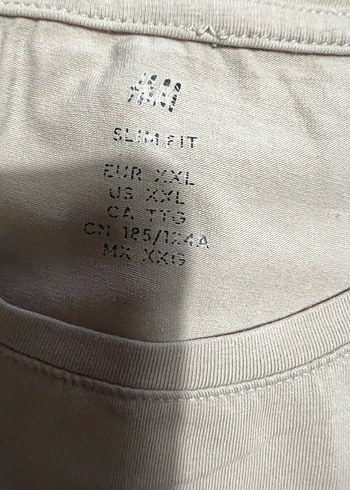 H&M
SLIM FIT
EUR XXL
US XXL
CA TTG
CN 185/124A
MX XXG